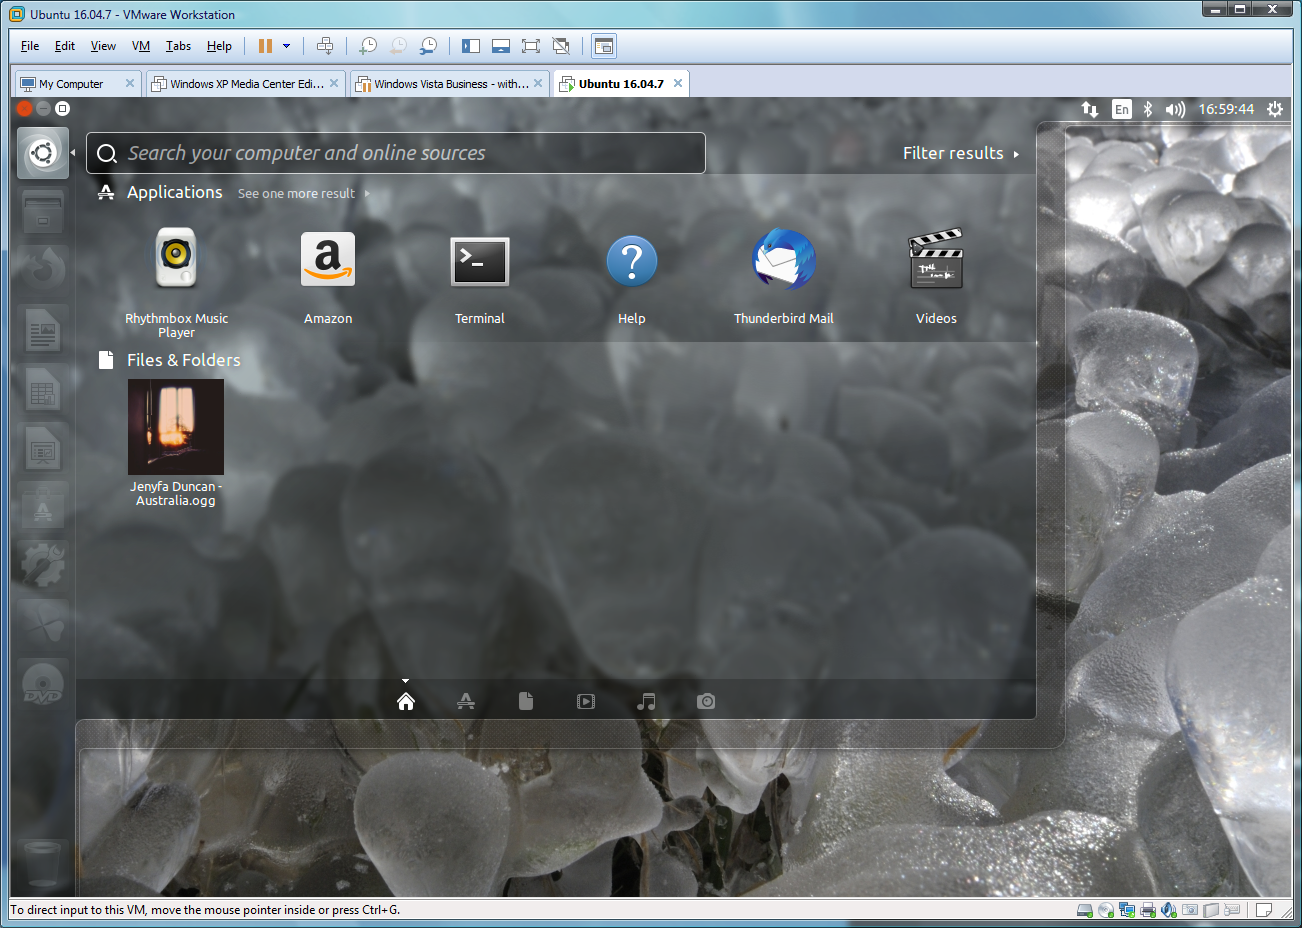 Ubuntu 16.04.7 - VMware Workstation
File Edit View VM Tabs Help
My Computer Windows XP Media Center Edi... Windows Vista Business - with... Ubuntu 16.04.7
En 16:59:44
Search your computer and online sources
Filter results
Applications See one more result
Rhythmbox Music
Player
Amazon
Terminal
Help
Thunderbird Mail
Videos
Files & Folders
Jenyfa Duncan -
Australia.ogg
DVD
To direct input to this VM, move the mouse pointer inside or press Ctrl+G.